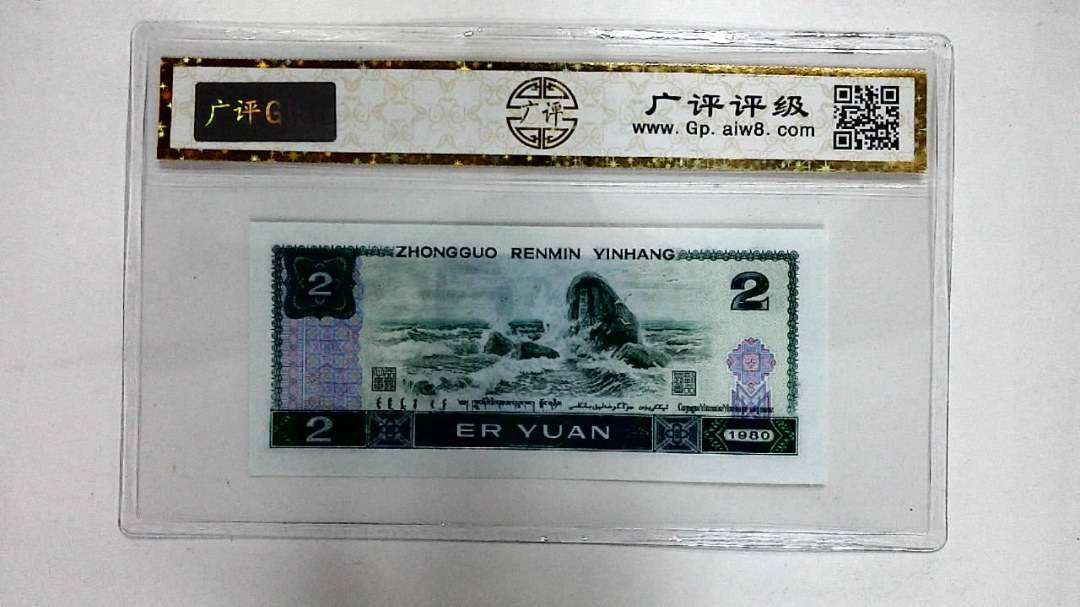 广评G
广评
广评评级
www. Gp. aiw8. com
ZHONGGUO RENMIN YINHANG
2
2
2
ER YUAN
1980